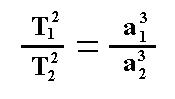 T₁² / T₂² = a₁³ / a₂³